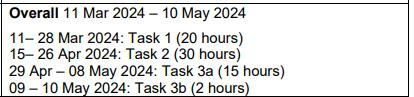 Overall 11 Mar 2024 – 10 May 2024
11– 28 Mar 2024: Task 1 (20 hours)
15– 26 Apr 2024: Task 2 (30 hours)
29 Apr – 08 May 2024: Task 3a (15 hours)
09 – 10 May 2024: Task 3b (2 hours)